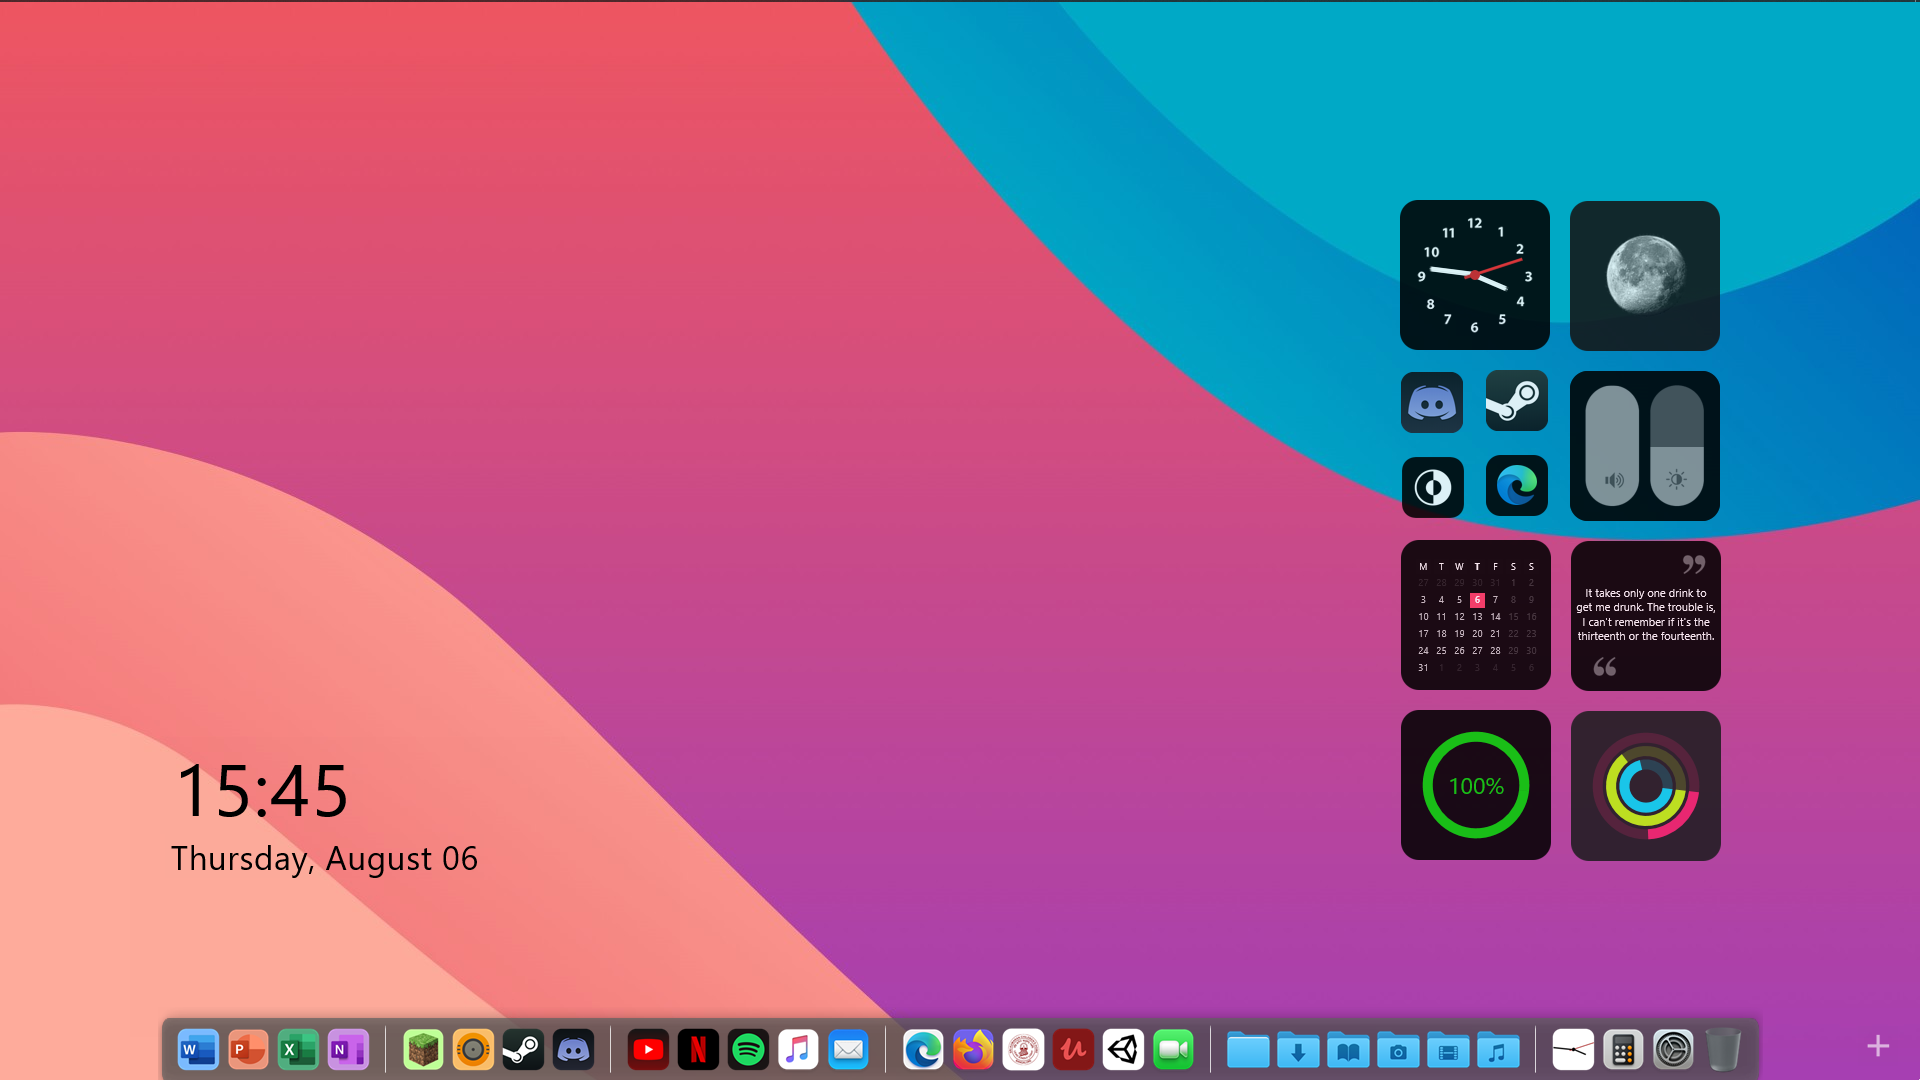 12
11 1
10 2
9 3
8 4
7 5
6
M T W T F S S
27 28 29 30 31 1 2
3 4 5 6 7 8 9
10 11 12 13 14 15 16
17 18 19 20 21 22 23
24 25 26 27 28 29 30
31 1 2 3 4 5 6
”
It takes only one drink to
get me drunk. The trouble is,
I can't remember if it's the
thirteenth or the fourteenth.
“
100%
15:45
Thursday, August 06
W P X N
N